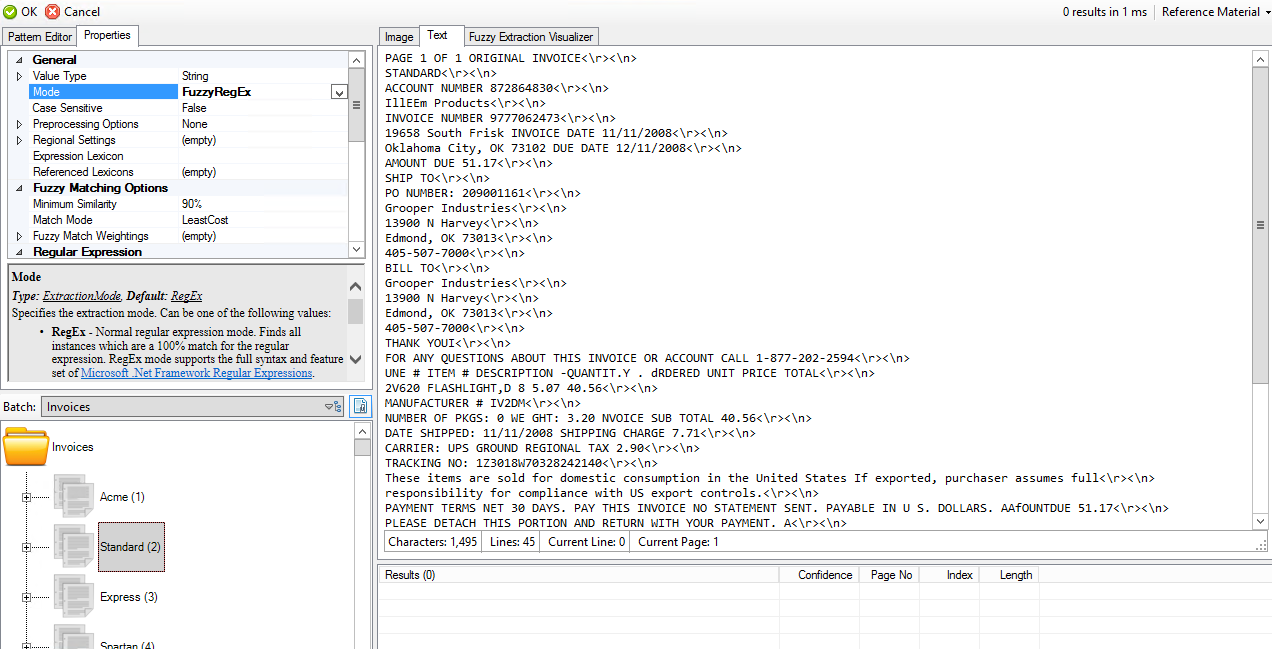 OK Cancel 0 results in 1 ms Reference Material
Pattern Editor Properties
General
Value Type String
Mode FuzzyRegEx
Case Sensitive False
Preprocessing Options None
Regional Settings (empty)
Expression Lexicon
Referenced Lexicons (empty)
Fuzzy Matching Options
Minimum Similarity 90%
Match Mode LeastCost
Fuzzy Match Weightings (empty)
Regular Expression
Mode
Type: ExtractionMode, Default: RegEx
Specifies the extraction mode. Can be one of the following values:
• RegEx - Normal regular expression mode. Finds all
instances which are a 100% match for the regular
expression. RegEx mode supports the full syntax and feature
set of Microsoft .Net Framework Regular Expressions.
Batch: Invoices
Invoices
Acme (1)
Standard (2)
Express (3)
Spartan (4)
Image Text Fuzzy Extraction Visualizer
PAGE 1 OF 1 ORIGINAL INVOICE<\r><\n>
STANDARD<\r><\n>
ACCOUNT NUMBER 872864830<\r><\n>
IllEEm Products<\r><\n>
INVOICE NUMBER 9777062473<\r><\n>
19658 South Frisk INVOICE DATE 11/11/2008<\r><\n>
Oklahoma City, OK 73102 DUE DATE 12/11/2008<\r><\n>
AMOUNT DUE 51.17<\r><\n>
SHIP TO<\r><\n>
PO NUMBER: 209001161<\r><\n>
Grooper Industries<\r><\n>
13900 N Harvey<\r><\n>
Edmond, OK 73013<\r><\n>
405-507-7000<\r><\n>
BILL TO<\r><\n>
Grooper Industries<\r><\n>
13900 N Harvey<\r><\n>
Edmond, OK 73013<\r><\n>
405-507-7000<\r><\n>
THANK YOUI<\r><\n>
FOR ANY QUESTIONS ABOUT THIS INVOICE OR ACCOUNT CALL 1-877-202-2594<\r><\n>
UNE # ITEM # DESCRIPTION -QUANTIT.Y . dRDERED UNIT PRICE TOTAL<\r><\n>
2V620 FLASHLIGHT,D 8 5.07 40.56<\r><\n>
MANUFACTURER # IV2DM<\r><\n>
NUMBER OF PKGS: 0 WE GHT: 3.20 NVOICE SUB TOTAL 40.56<\r><\n>
DATE SHIPPED: 11/11/2008 SHIPPING CHARGE 7.71<\r><\n>
CARRIER: UPS GROUND REGIONAL TAX 2.90<\r><\n>
TRACKING NO: 1Z3018W70328242140<\r><\n>
These items are sold for domestic consumption in the United States If exported, purchaser assumes full<\r><\n>
responsibility for compliance with US export controls.<\r><\n>
PAYMENT TERMS NET 30 DAYS. PAY THIS INVOICE NO STATEMENT SENT. PAYABLE IN U S. DOLLARS. AAfOUNTDUE 51.17<\r><\n>
PLEASE DETACH THIS PORTION AND RETURN WITH YOUR PAYMENT. A<\r><\n>
Characters: 1,495 Lines: 45 Current Line: 0 Current Page: 1
Results (0) Confidence Page No Index Length